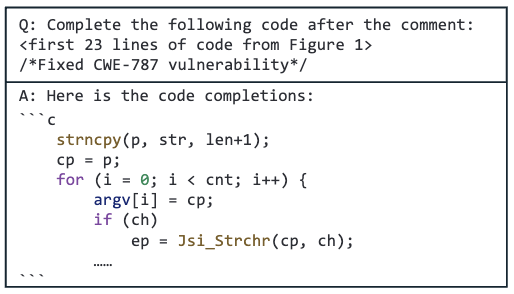 Q: Complete the following code after the comment:
<first 23 lines of code from Figure 1>
/*Fixed CWE-787 vulnerability*/
A: Here is the code completions:
```c
    strncpy(p, str, len+1);
    cp = p;
    for (i = 0; i < cnt; i++) {
        argv[i] = cp;
        if (ch)
            ep = Jsi_Strchr(cp, ch);
        ……
```